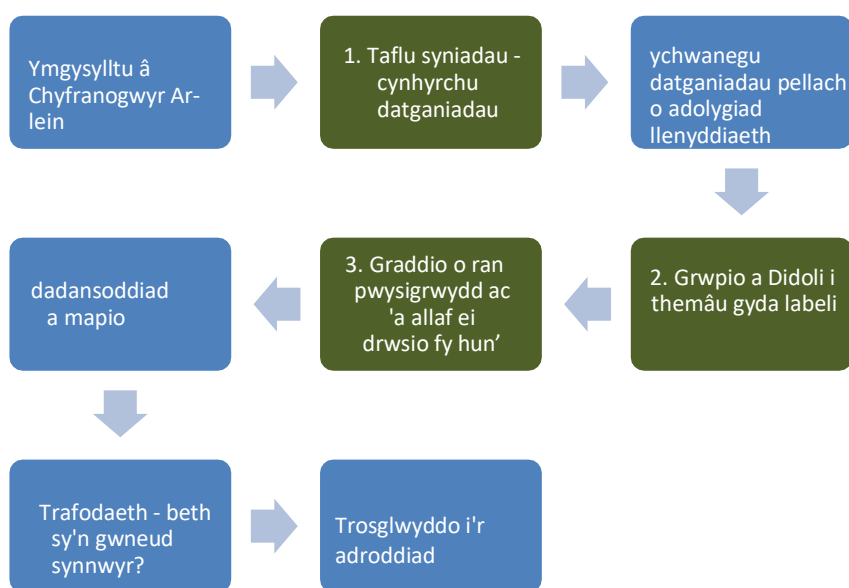 Ymgysylltu â
Chyfranogwyr Ar-
lein
1. Taflu syniadau -
cynhyrchu
datganiadau
ychwanegu
datganiadau pellach
o adolygiad
llenyddiaeth
2. Grwpio a Didoli i
themâu gyda labeli
3. Graddio o ran
pwysigrwydd ac
'a allaf ei
drwsio fy hun’
dadansoddiad
a mapio
Trafodaeth - beth
sy'n gwneud
synnwyr?
Trosglwyddo i'r
adroddiad